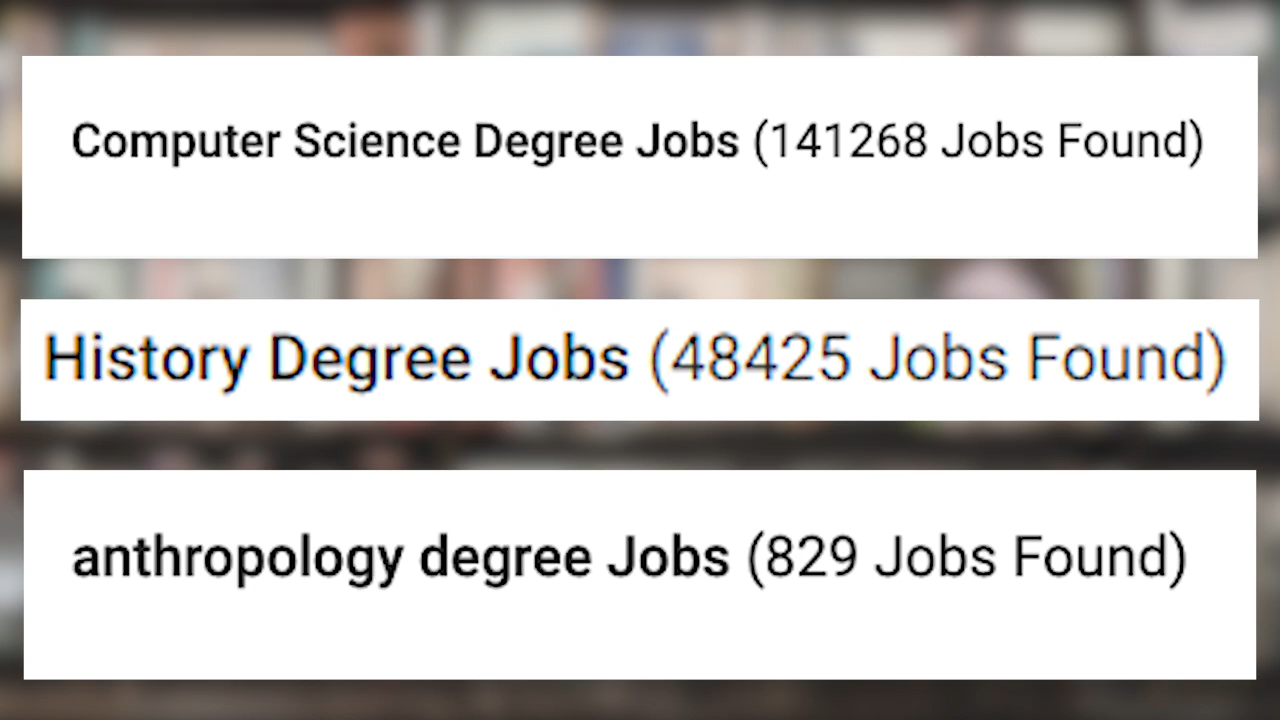 Computer Science Degree Jobs (141268 Jobs Found)
History Degree Jobs (48425 Jobs Found)
anthropology degree Jobs (829 Jobs Found)